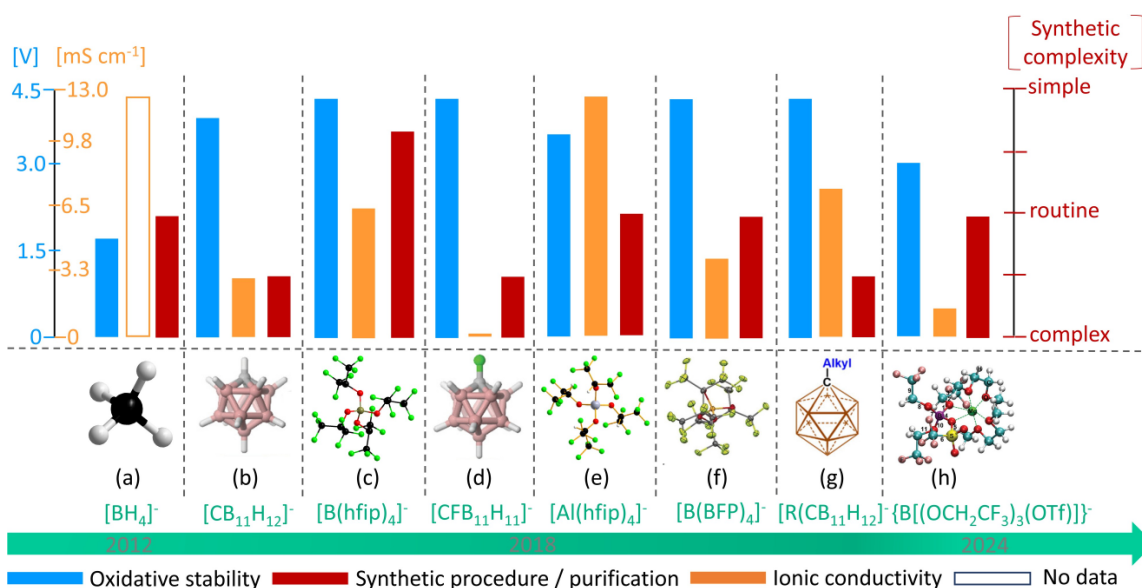 Synthetic
complexity
[V] [mS cm⁻¹]
4.5 13.0 simple
9.8
3.0
6.5 routine
1.5
3.3
0 0 complex
Alkyl
C
(a) (b) (c) (d) (e) (f) (g) (h)
[BH₄]⁻ [CB₁₁H₁₂]⁻ [B(hfip)₄]⁻ [CFB₁₁H₁₁]⁻ [Al(hfip)₄]⁻ [B(BFP)₄]⁻ [R(CB₁₁H₁₂]⁻ {B[(OCH₂CF₃)₃(OTf)]}⁻
2012 2018 2024
Oxidative stability Synthetic procedure / purification Ionic conductivity No data